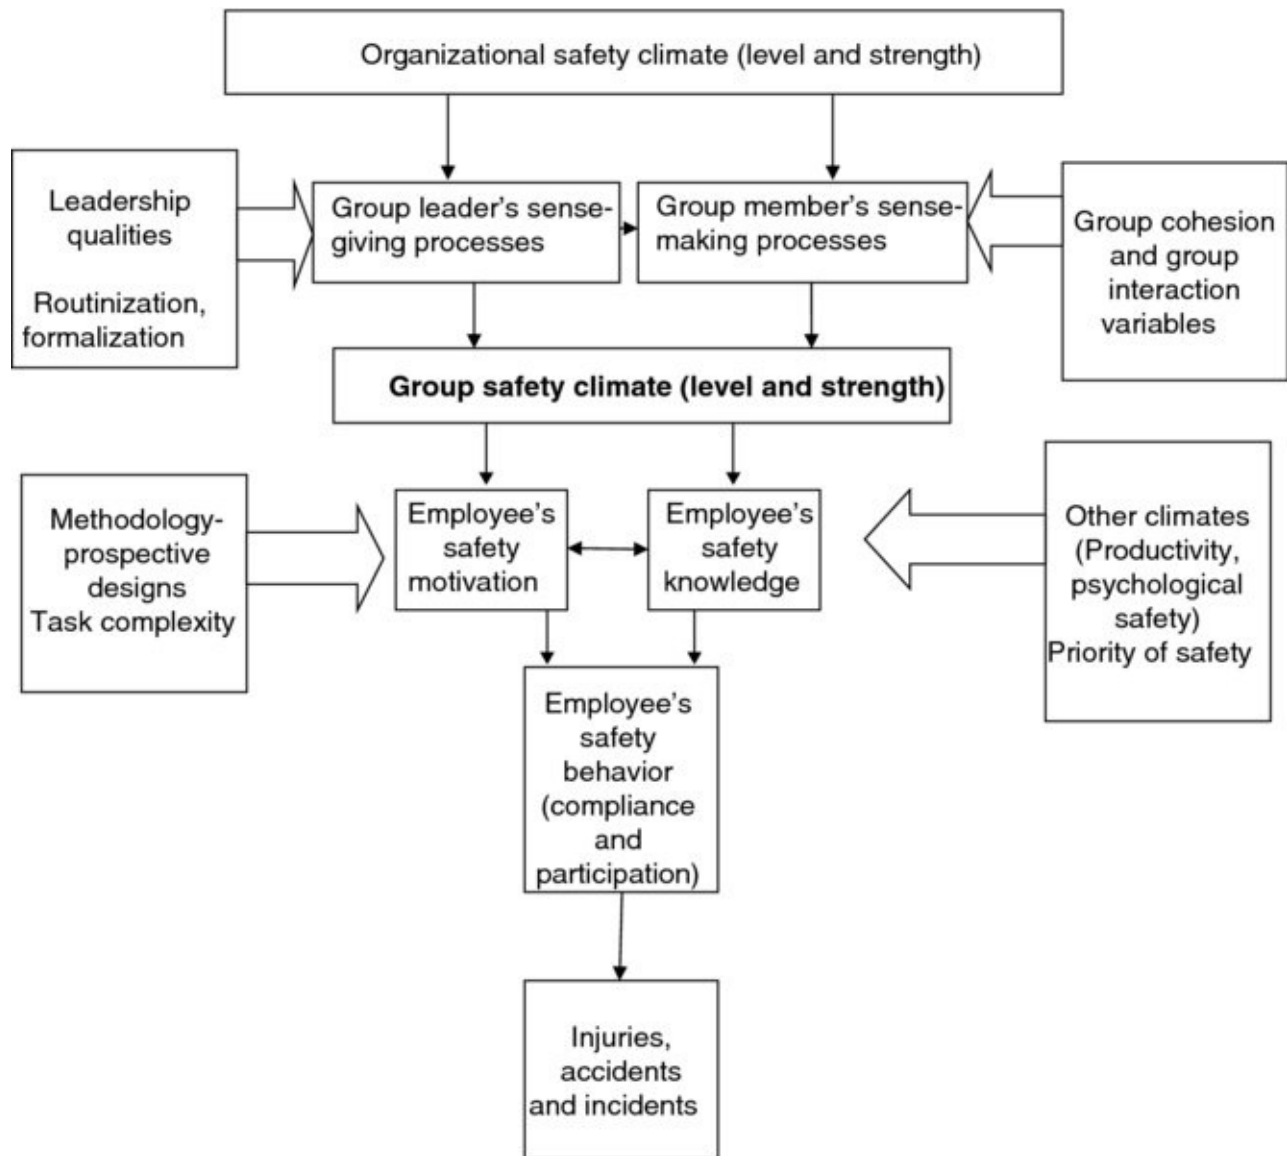 Organizational safety climate (level and strength)
Leadership
qualities
Routinization,
formalization
Group leader's sense-
giving processes
Group member's sense-
making processes
Group cohesion
and group
interaction
variables
Group safety climate (level and strength)
Methodology-
prospective
designs
Task complexity
Employee's
safety
motivation
Employee's
safety
knowledge
Other climates
(Productivity,
psychological
safety)
Priority of safety
Employee's
safety
behavior
(compliance
and
participation)
Injuries,
accidents
and incidents